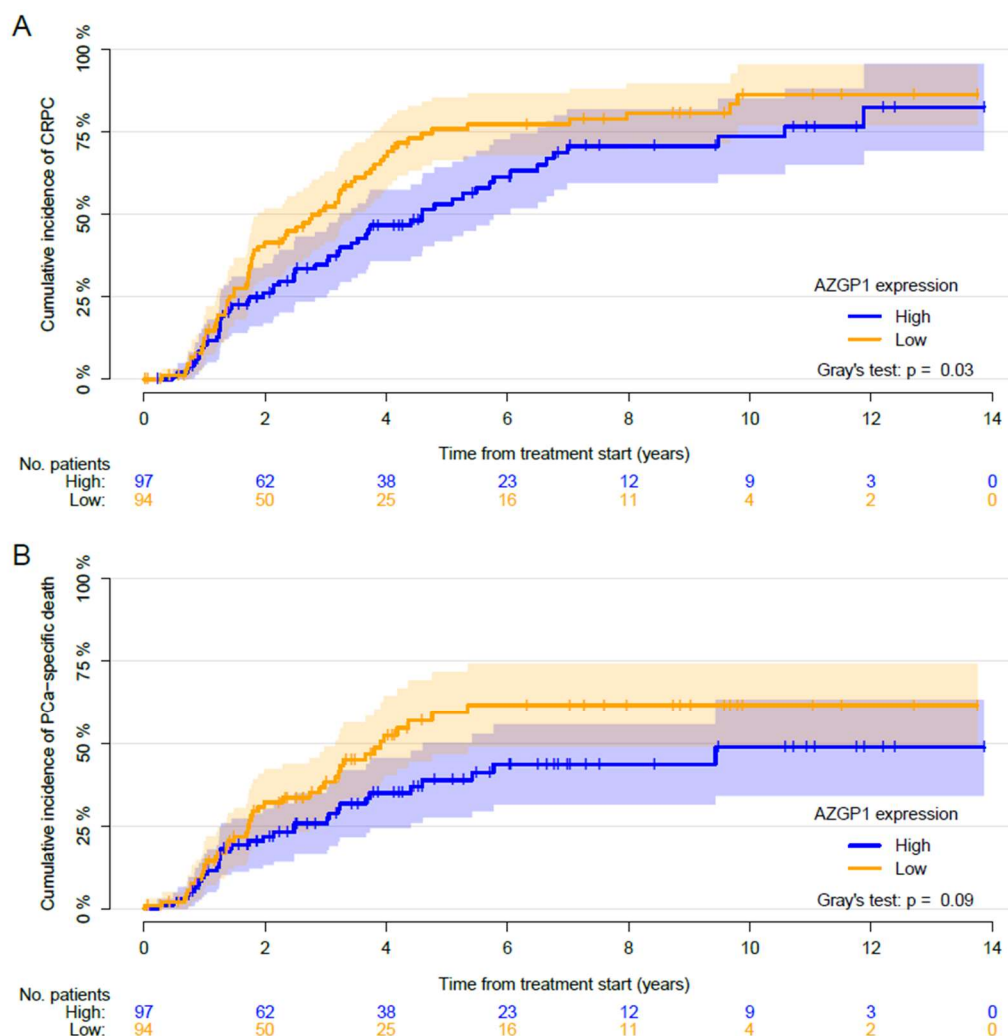 A
Cumulative incidence of CRPC
100 %
75 %
50 %
25 %
0 %
AZGP1 expression
High
Low
Gray's test: p = 0.03
0 2 4 6 8 10 12 14
Time from treatment start (years)
No. patients
High: 97 62 38 23 12 9 3 0
Low: 94 50 25 16 11 4 2 0
B
Cumulative incidence of PCa−specific death
100 %
75 %
50 %
25 %
0 %
AZGP1 expression
High
Low
Gray's test: p = 0.09
0 2 4 6 8 10 12 14
Time from treatment start (years)
No. patients
High: 97 62 38 23 12 9 3 0
Low: 94 50 25 16 11 4 2 0